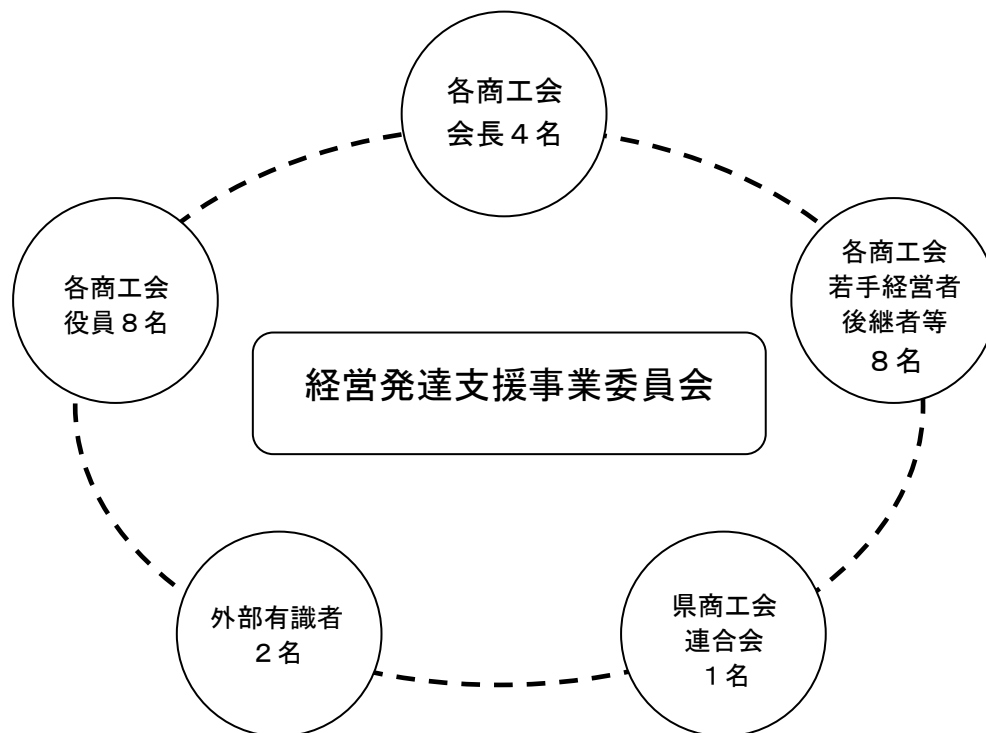 各商工会
会長４名
各商工会
役員８名
各商工会
若手経営者
後継者等
８名
経営発達支援事業委員会
外部有識者
２名
県商工会
連合会
１名